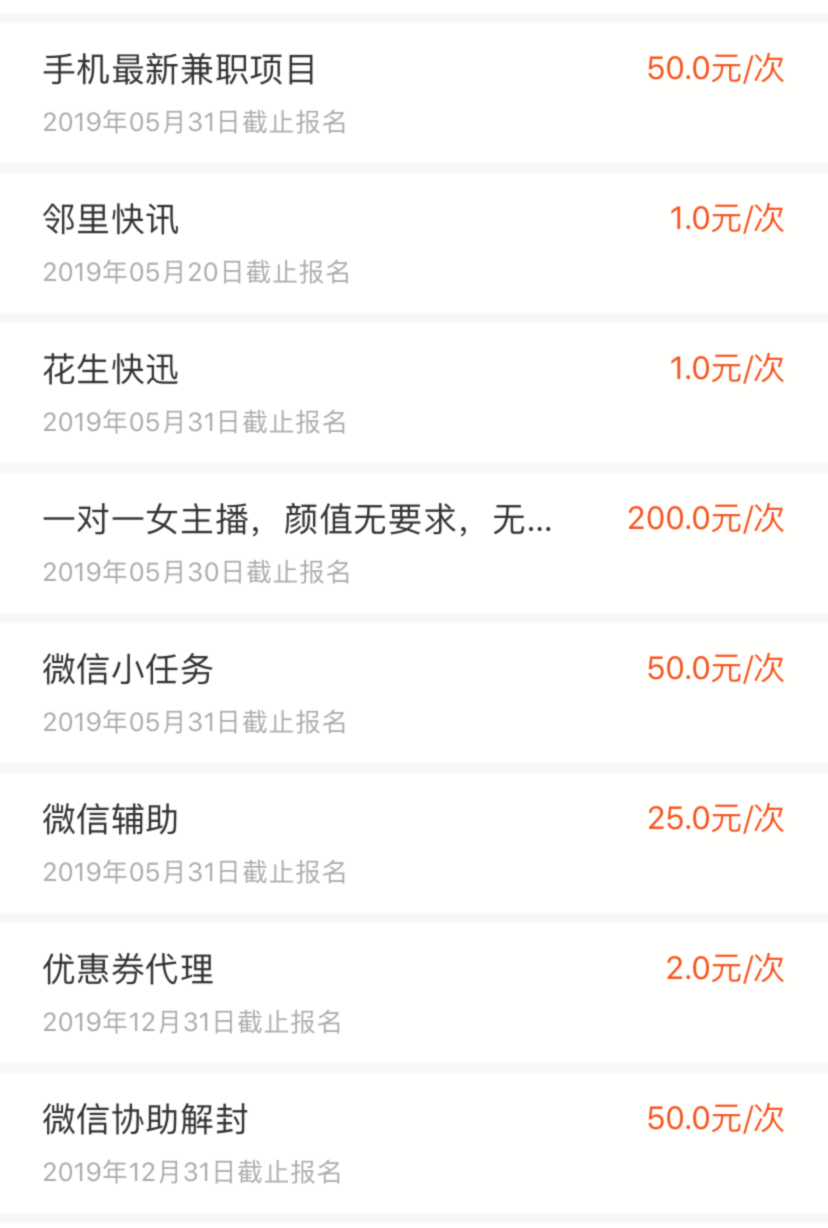 手机最新兼职项目 50.0元/次
2019年05月31日截止报名
邻里快讯 1.0元/次
2019年05月20日截止报名
花生快迅 1.0元/次
2019年05月31日截止报名
一对一女主播，颜值无要求，无... 200.0元/次
2019年05月30日截止报名
微信小任务 50.0元/次
2019年05月31日截止报名
微信辅助 25.0元/次
2019年05月31日截止报名
优惠券代理 2.0元/次
2019年12月31日截止报名
微信协助解封 50.0元/次
2019年12月31日截止报名